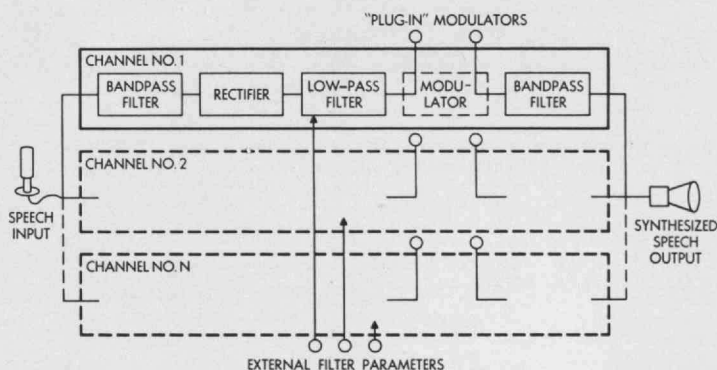 "PLUG-IN" MODULATORS
CHANNEL NO. 1
BANDPASS
FILTER
RECTIFIER
LOW-PASS
FILTER
MODU-
LATOR
BANDPASS
FILTER
CHANNEL NO. 2
SPEECH
INPUT
SYNTHESIZED
SPEECH
OUTPUT
CHANNEL NO. N
EXTERNAL FILTER PARAMETERS